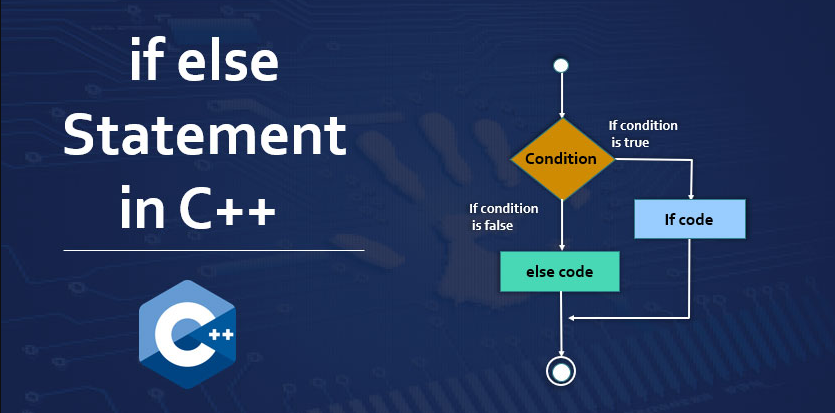 if else
Statement
in C++
C++
Condition
If condition
is true
If condition
is false
If code
else code